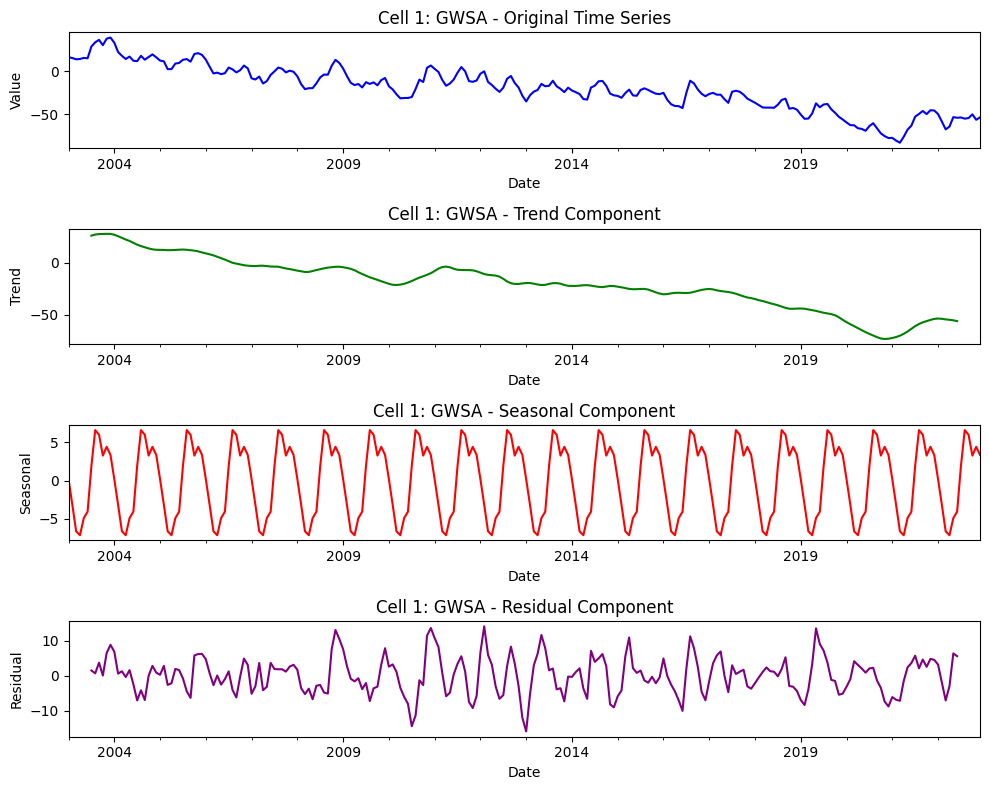 Cell 1: GWSA - Original Time Series
Value
0
−50
2004 2009 2014 2019
Date
Cell 1: GWSA - Trend Component
Trend
0
−50
2004 2009 2014 2019
Date
Cell 1: GWSA - Seasonal Component
Seasonal
5
0
−5
2004 2009 2014 2019
Date
Cell 1: GWSA - Residual Component
Residual
10
0
−10
2004 2009 2014 2019
Date